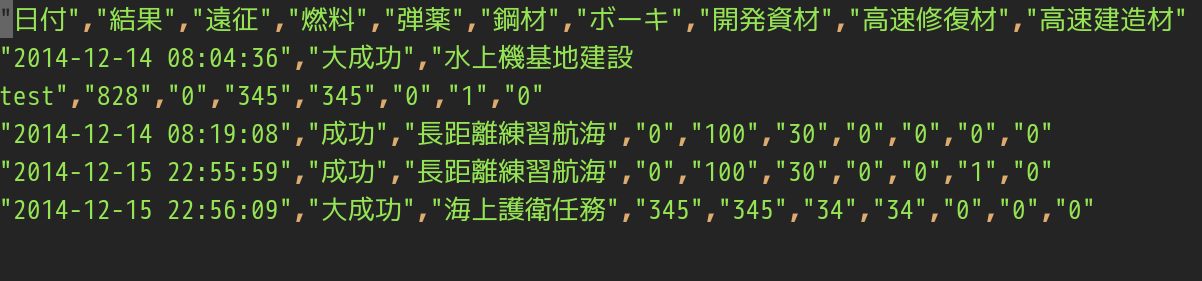 "日付","結果","遠征","燃料","弾薬","鋼材","ボーキ","開発資材","高速修復材","高速建造材"
"2014-12-14 08:04:36","大成功","水上機基地建設
test","828","0","345","345","0","1","0"
"2014-12-14 08:19:08","成功","長距離練習航海","0","100","30","0","0","0","0"
"2014-12-15 22:55:59","成功","長距離練習航海","0","100","30","0","0","1","0"
"2014-12-15 22:56:09","大成功","海上護衛任務","345","345","34","34","0","0","0"